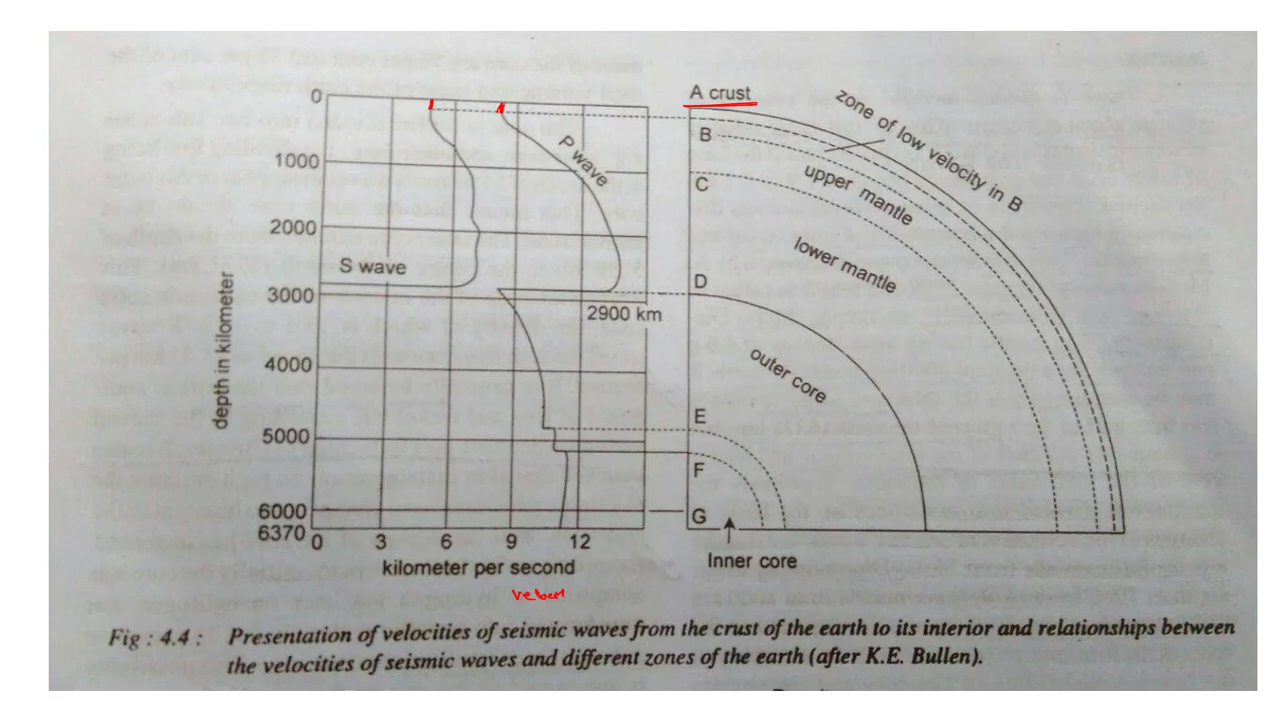 A crust
zone of low velocity in B
B
upper mantle
C
lower mantle
D
outer core
E
F
G
Inner core
0
1000
2000
3000
4000
5000
6000
6370
depth in kilometer
P wave
S wave
2900 km
0 3 6 9 12
kilometer per second
Fig : 4.4 : Presentation of velocities of seismic waves from the crust of the earth to its interior and relationships between
the velocities of seismic waves and different zones of the earth (after K.E. Bullen).